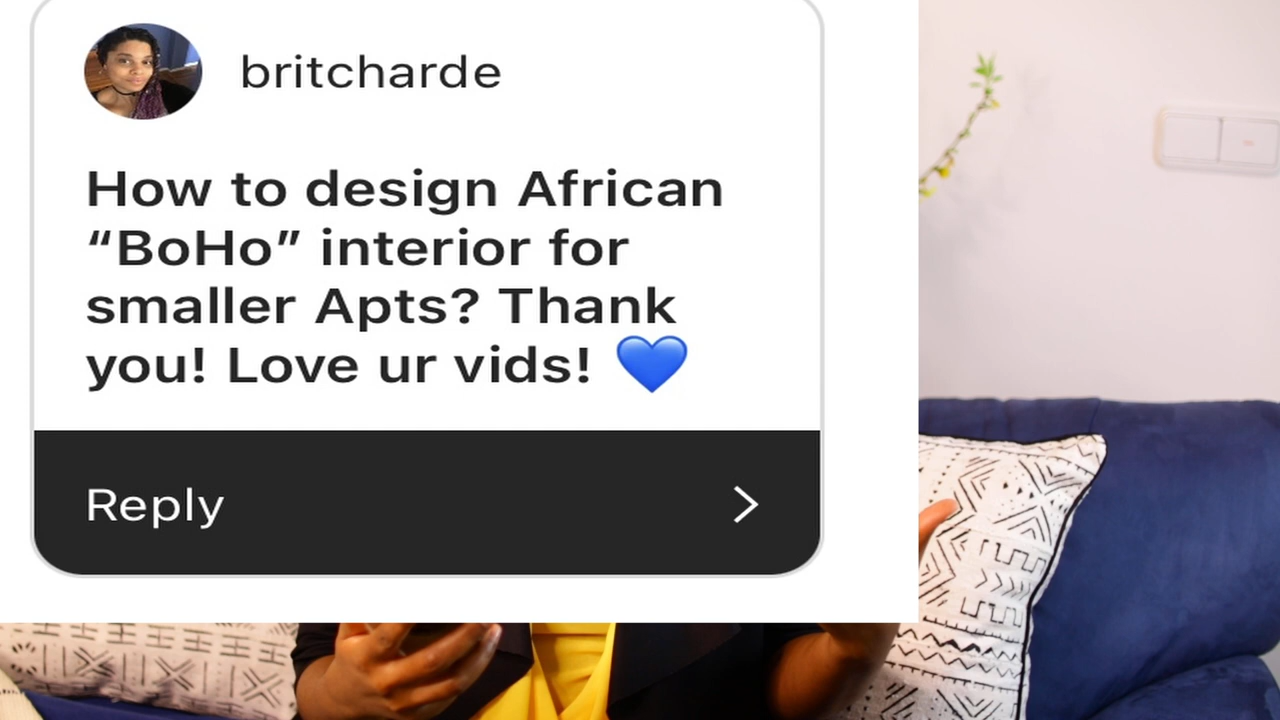 britcharde
How to design African
“BoHo” interior for
smaller Apts? Thank
you! Love ur vids! 💙
Reply